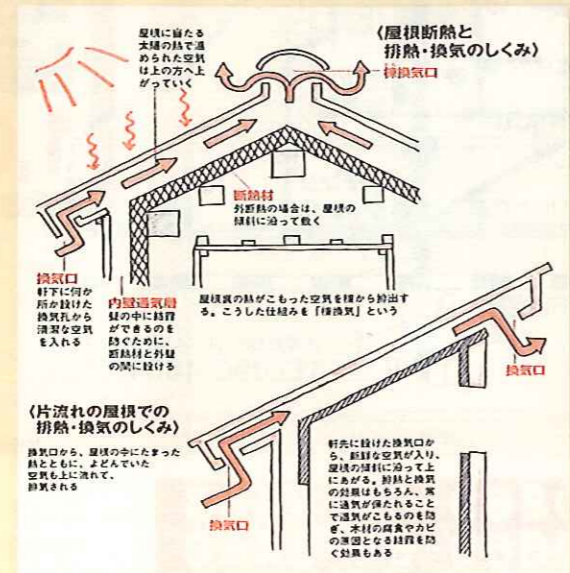 〈屋根断熱と
排熱・換気のしくみ〉
屋根に当たる
太陽の熱で温
められた空気
は上の方へ上
がっていく
棟換気口
断熱材
外断熱の場合は、屋根の
傾斜に沿って敷く
換気口
軒下に何か
所か設けた
換気孔から
清潔な空気
を入れる
内壁通気層
壁の中に結露
ができるのを
防ぐために、
断熱材と外壁
の間に設ける
屋根裏の熱がこもった空気を棟から排出す
る。こうした仕組みを「棟換気」という
換気口
〈片流れの屋根での
排熱・換気のしくみ〉
換気口から、屋根の中にたまった
熱とともに、よどんでいた
空気も上に流れて、
排気される
換気口
軒先に設けた換気口か
ら、新鮮な空気が入り、
屋根の傾斜に沿って上
にあがる。排熱と換気
の効果はもちろん、常
に通気が保たれること
で湿気がこもるのを防
ぎ、木材の腐食やカビ
の原因となる結露を防
ぐ効果もある